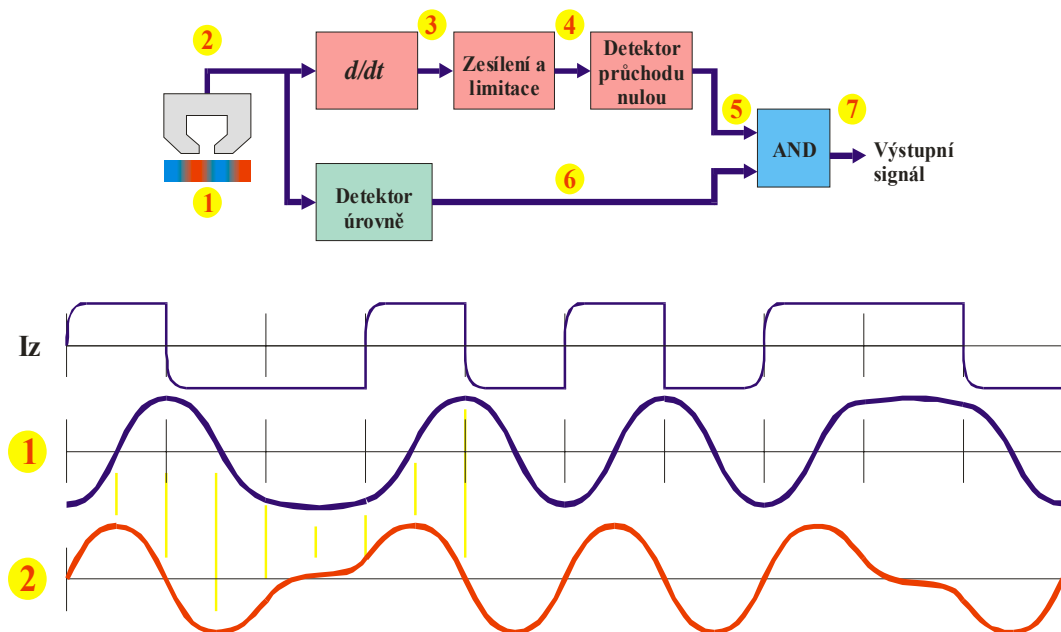 2
3
4
d/dt
Zesílení a
limitace
Detektor
průchodu
nulou
5
7
AND
Výstupní
signál
1
Detektor
úrovně
6
Iz
1
2